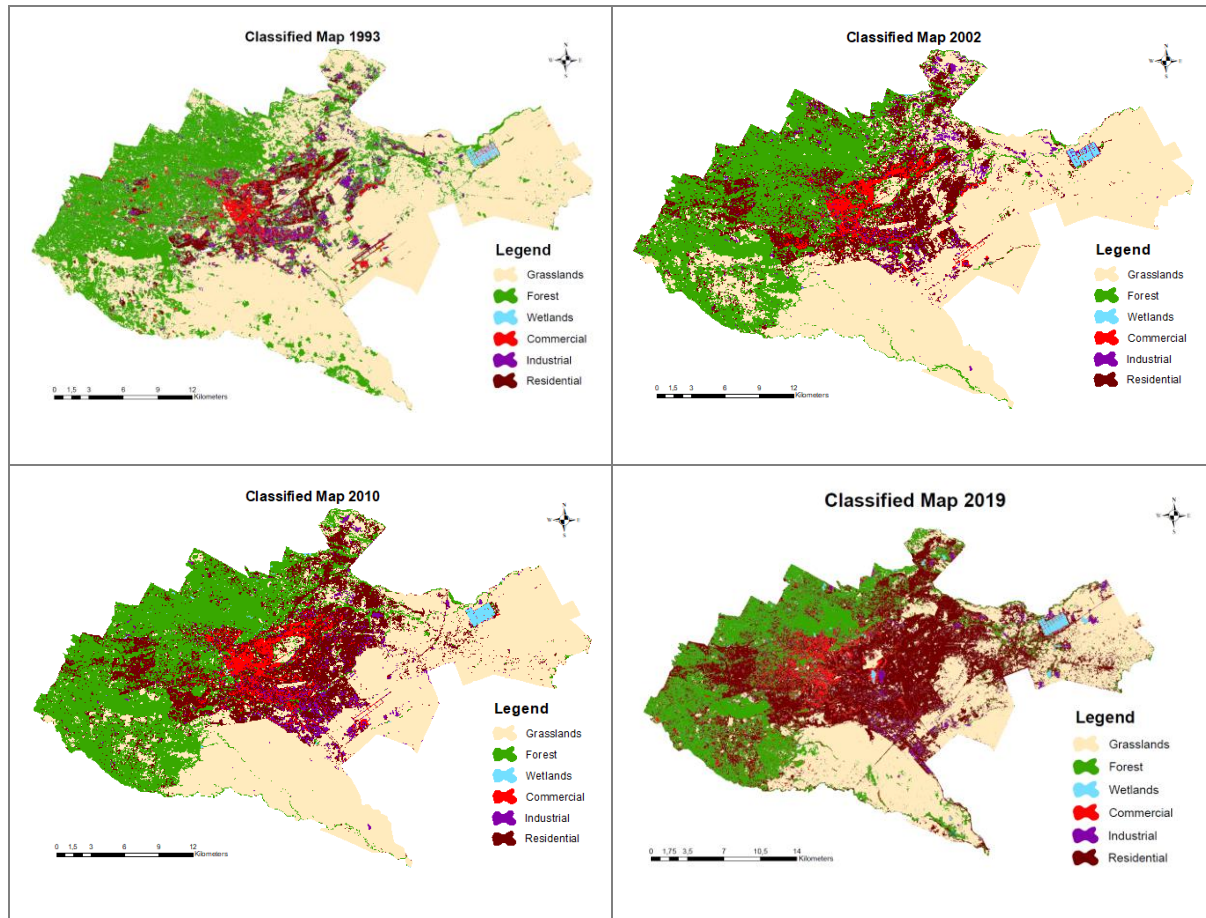 Classified Map 1993
N
W E
S
Legend
Grasslands
Forest
Wetlands
Commercial
Industrial
Residential
0 1,5 3 6 9 12
Kilometers
Classified Map 2002
N
W E
S
Legend
Grasslands
Forest
Wetlands
Commercial
Industrial
Residential
0 1,5 3 6 9 12
Kilometers
Classified Map 2010
N
W E
S
Legend
Grasslands
Forest
Wetlands
Commercial
Industrial
Residential
0 1,5 3 6 9 12
Kilometers
Classified Map 2019
N
W E
S
Legend
Grasslands
Forest
Wetlands
Commercial
Industrial
Residential
0 1,75 3,5 7 10,5 14
Kilometers